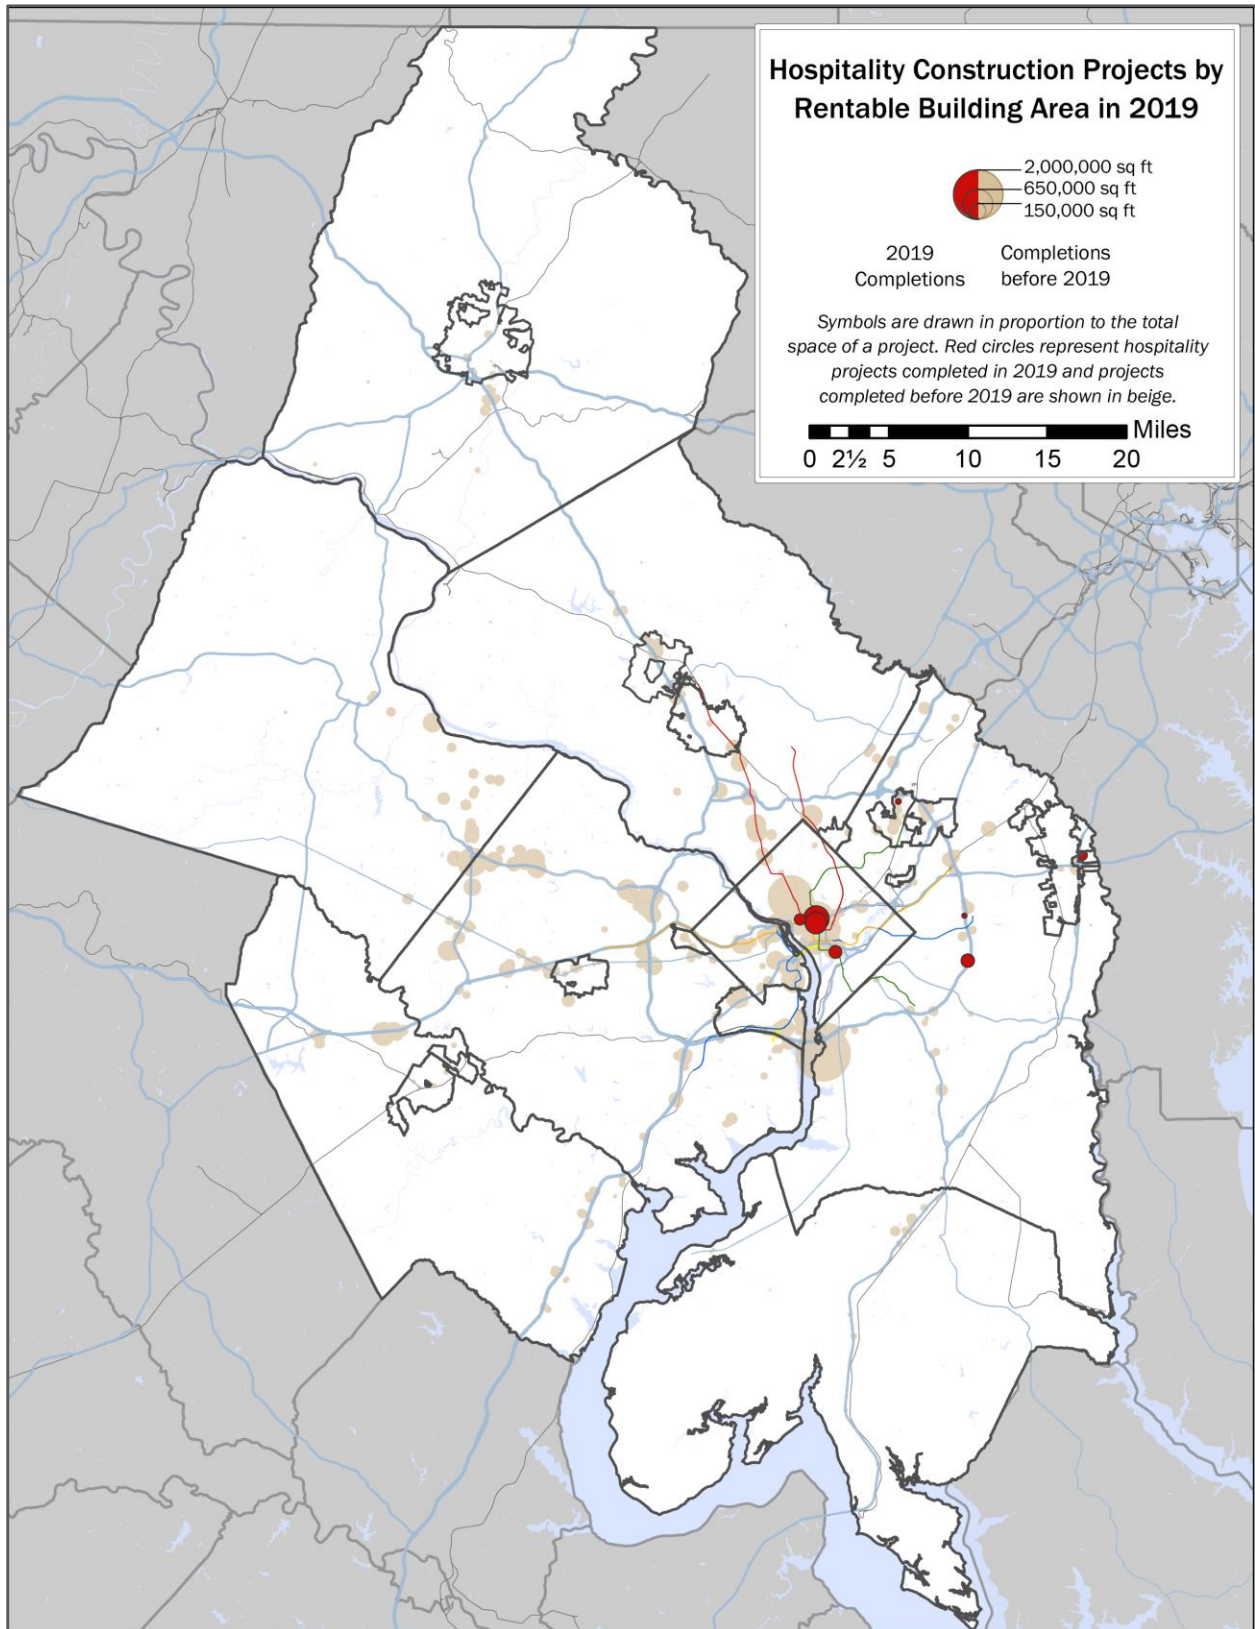 Hospitality Construction Projects by
Rentable Building Area in 2019
2,000,000 sq ft
650,000 sq ft
150,000 sq ft
2019
Completions
Completions
before 2019
Symbols are drawn in proportion to the total
space of a project. Red circles represent hospitality
projects completed in 2019 and projects
completed before 2019 are shown in beige.
Miles
0 2½ 5 10 15 20